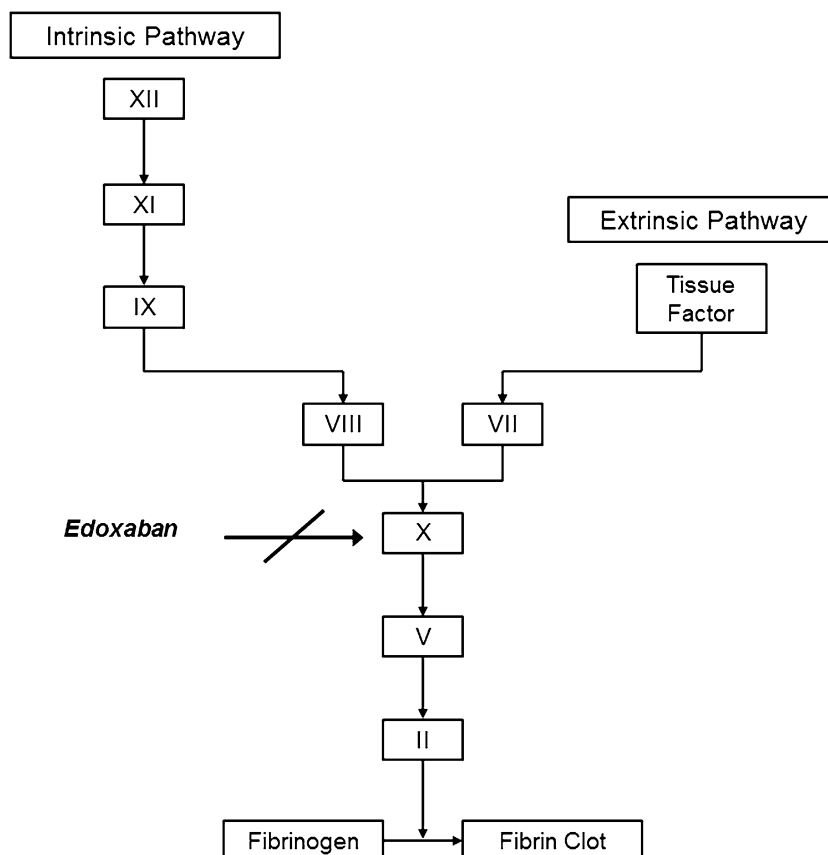 Intrinsic Pathway
XII
XI
Extrinsic Pathway
IX
Tissue
Factor
VIII
VII
Edoxaban
X
V
II
Fibrinogen
Fibrin Clot